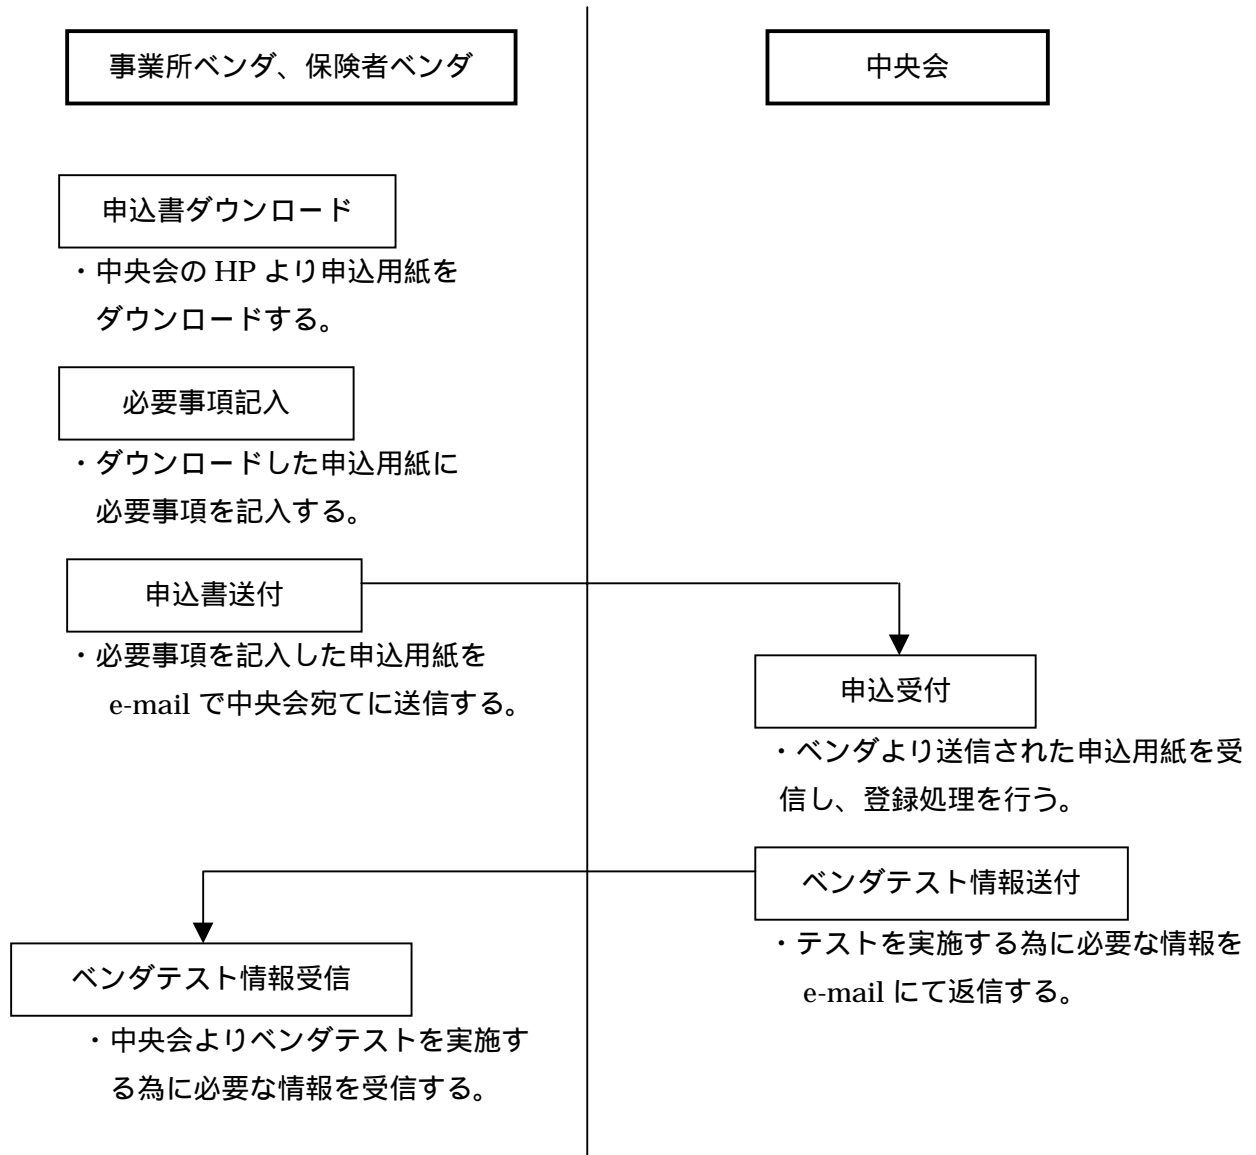 事業所ベンダ、保険者ベンダ
中央会
申込書ダウンロード
・中央会の HP より申込用紙を
ダウンロードする。
必要事項記入
・ダウンロードした申込用紙に
必要事項を記入する。
申込書送付
・必要事項を記入した申込用紙を
e-mail で中央会宛てに送信する。
申込受付
・ベンダより送信された申込用紙を受
信し、登録処理を行う。
ベンダテスト情報送付
・テストを実施する為に必要な情報を
e-mail にて返信する。
ベンダテスト情報受信
・中央会よりベンダテストを実施す
る為に必要な情報を受信する。